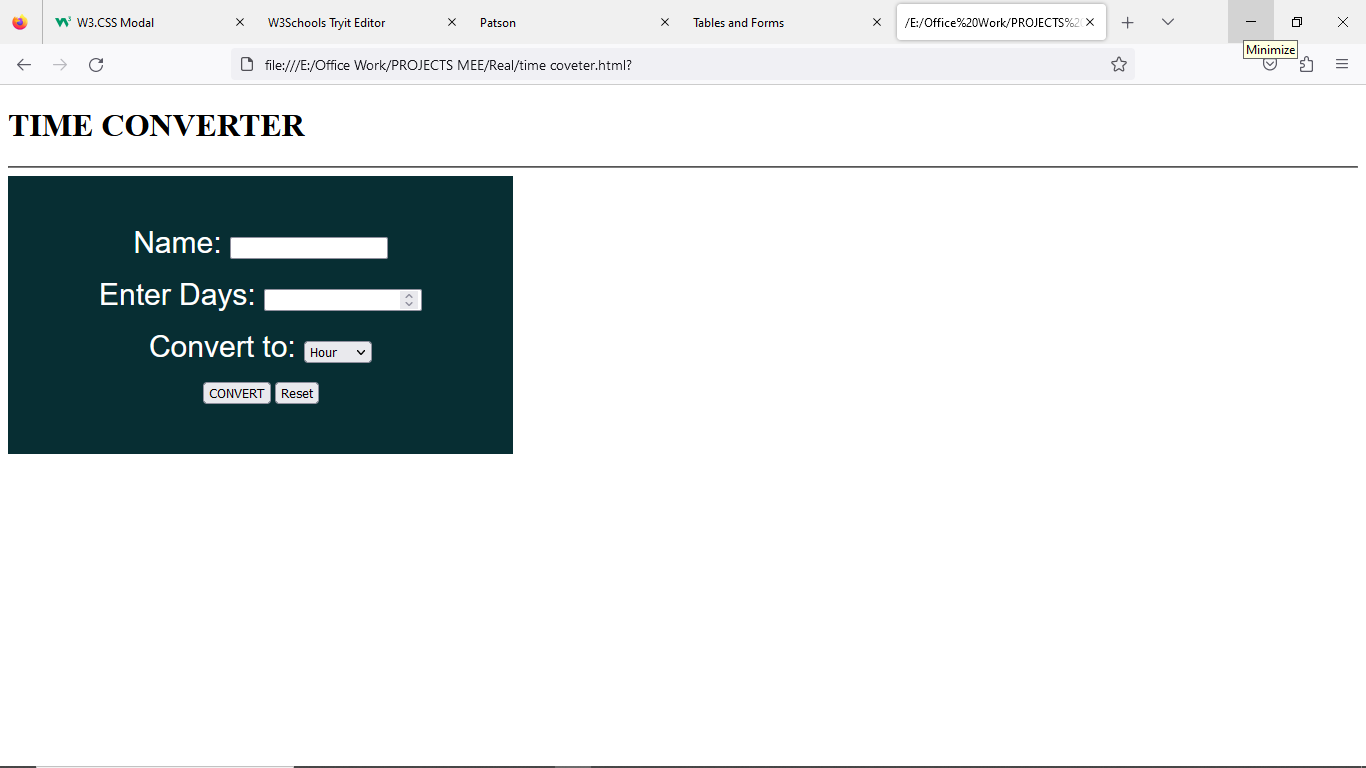 W3.CSS Modal
W3Schools Tryit Editor
Patson
Tables and Forms
/E:/Office%20Work/PROJECTS%2
Minimize
file:///E:/Office Work/PROJECTS MEE/Real/time coveter.html?
TIME CONVERTER
Name:
Enter Days:
Convert to: Hour
CONVERT Reset